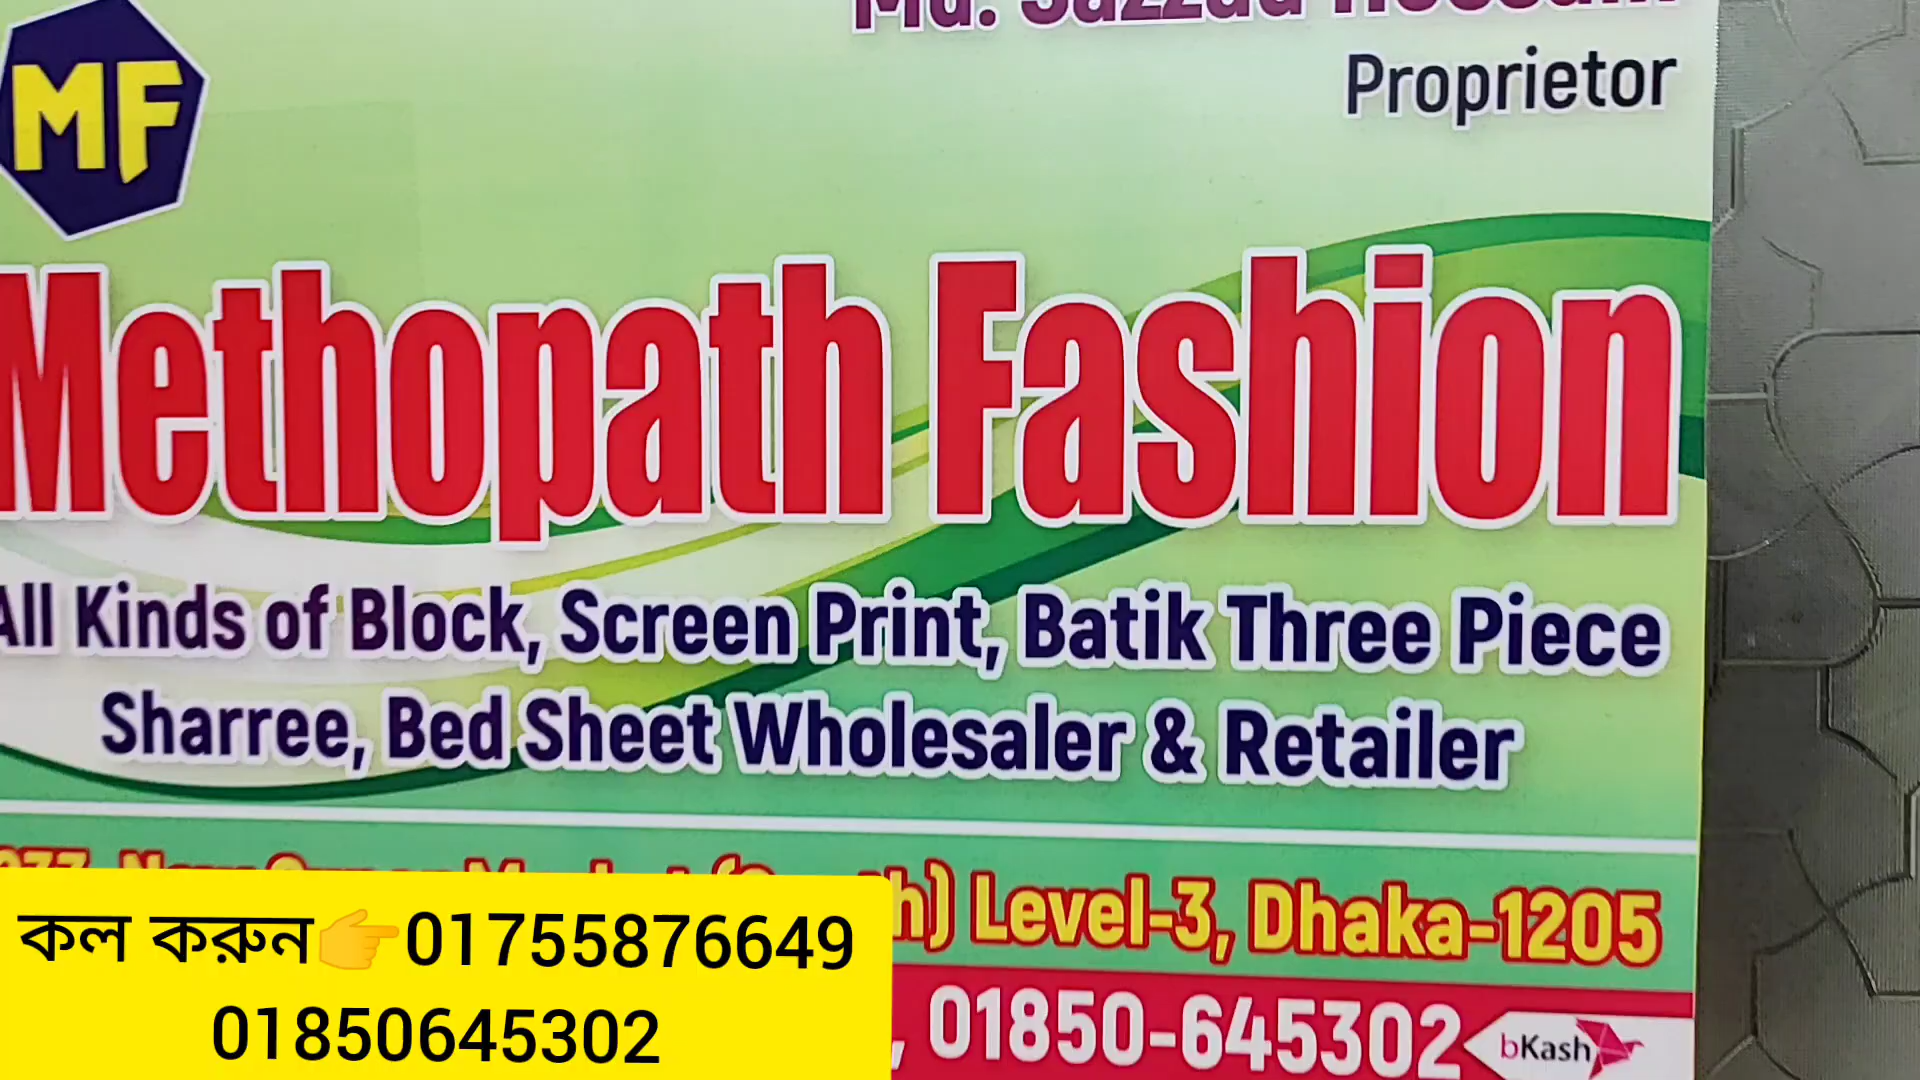 MF
Proprietor
Methopath Fashion
All Kinds of Block, Screen Print, Batik Three Piece
Sharree, Bed Sheet Wholesaler & Retailer
Level-3, Dhaka-1205
কল করুন👉01755876649
01850645302
, 01850-645302
bKash